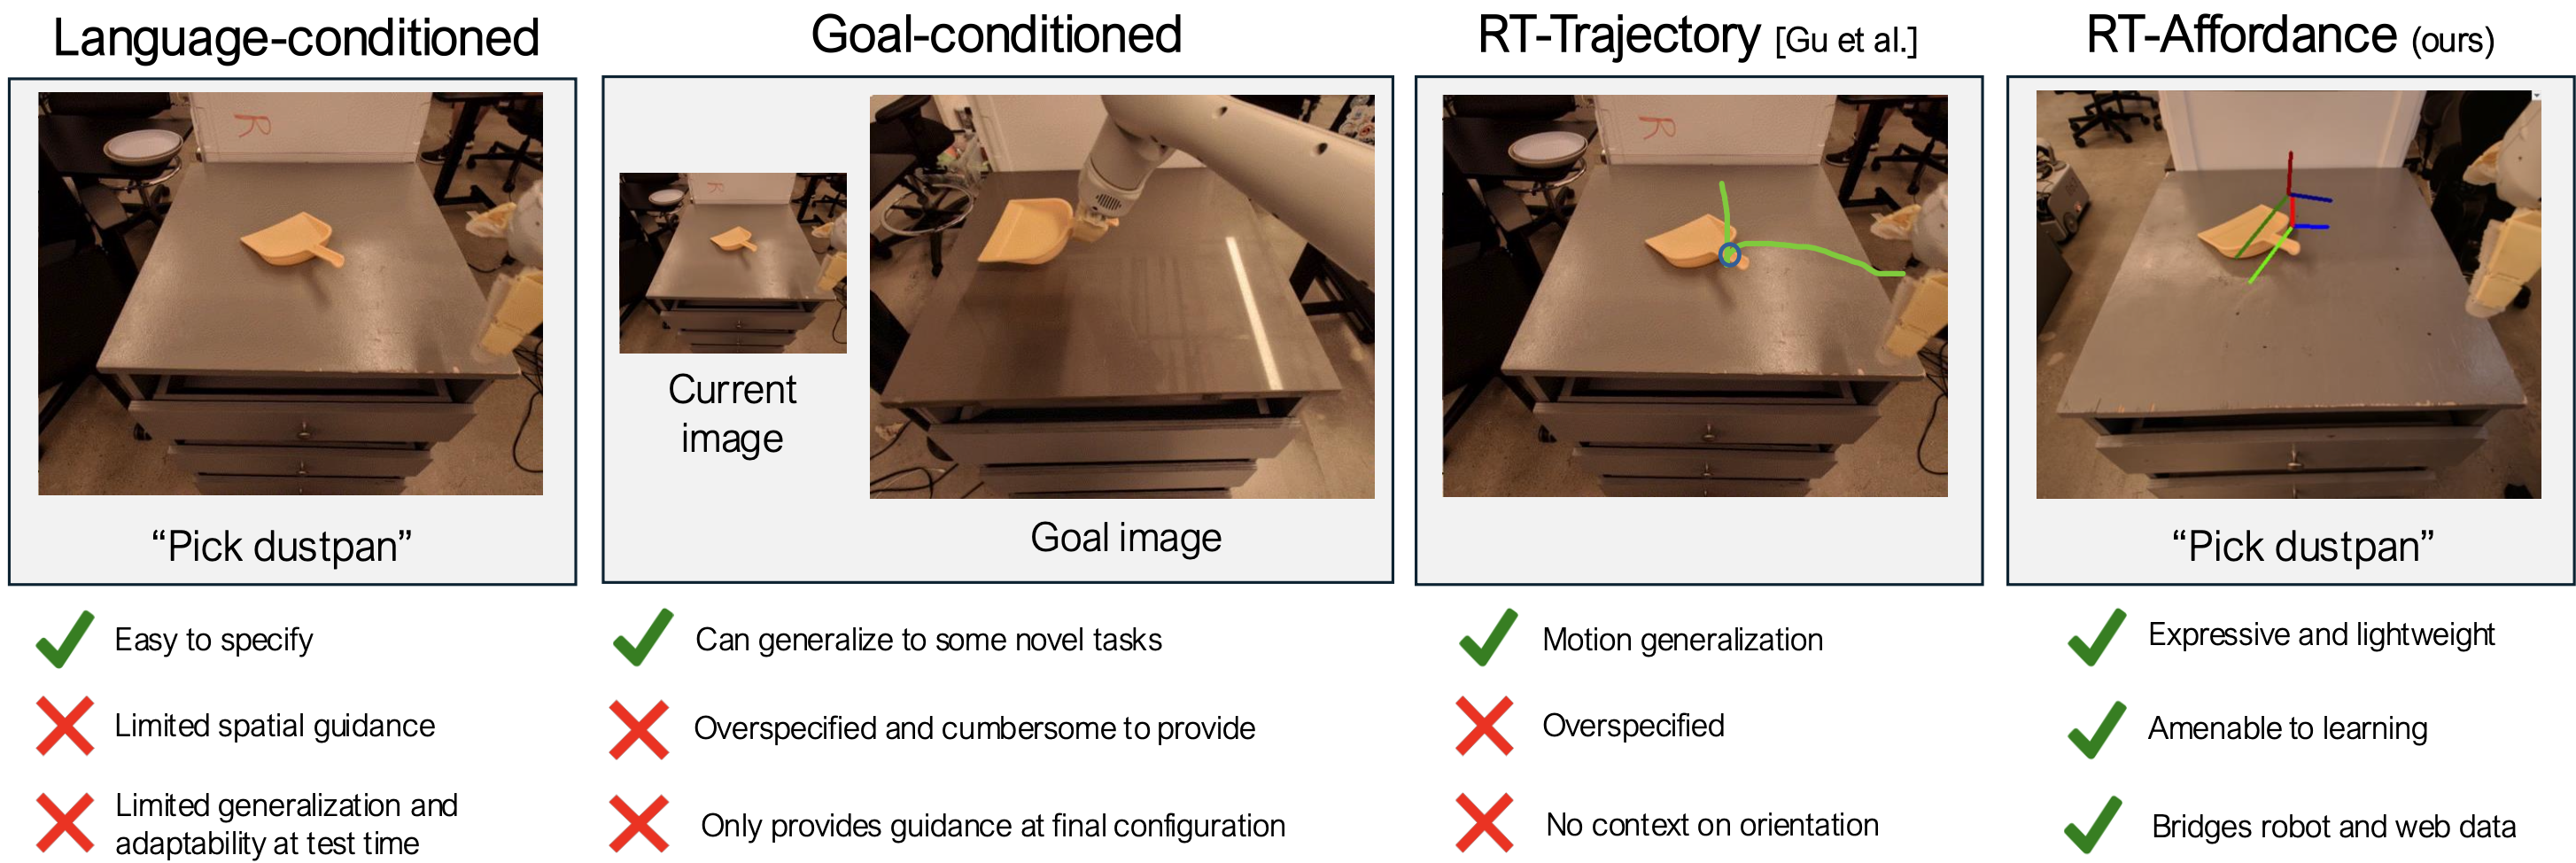 Language-conditioned
R
"Pick dustpan"
Easy to specify
Limited spatial guidance
Limited generalization and
adaptability at test time
Goal-conditioned
R
Current
image
Goal image
Can generalize to some novel tasks
Overspecified and cumbersome to provide
Only provides guidance at final configuration
RT-Trajectory [Gu et al.]
R
Motion generalization
Overspecified
No context on orientation
RT-Affordance (ours)
“Pick dustpan”
Expressive and lightweight
Amenable to learning
Bridges robot and web data